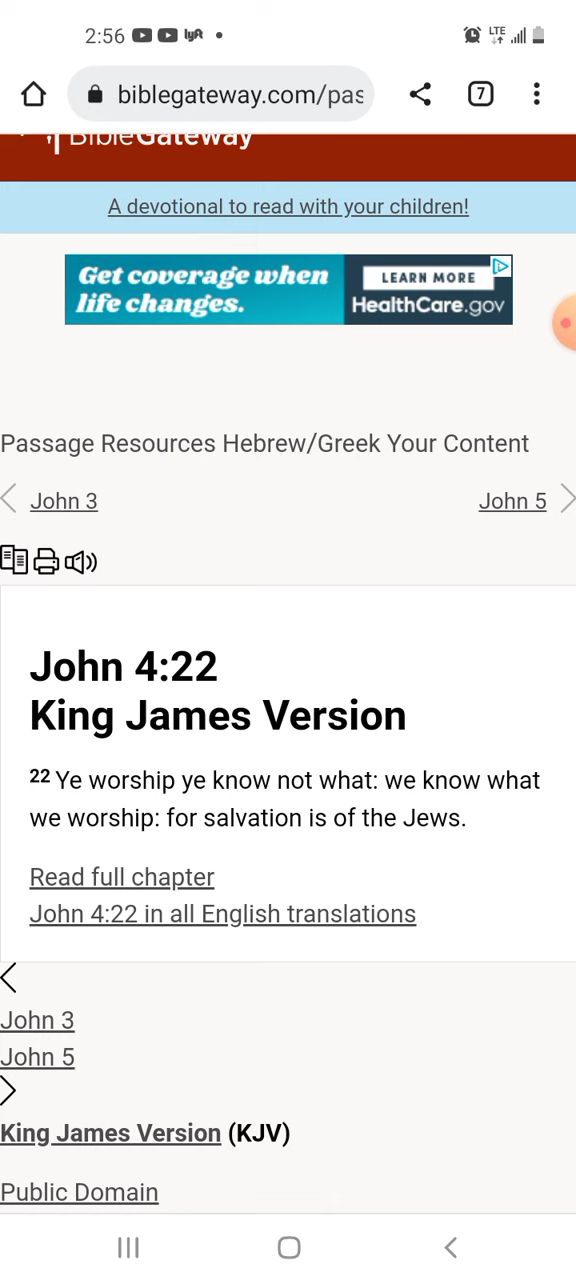 2:56 lyft LTE
biblegateway.com/pas 7
BibleGateway
A devotional to read with your children!
Get coverage when
life changes.
LEARN MORE
HealthCare.gov
Passage Resources Hebrew/Greek Your Content
John 3 John 5
John 4:22
King James Version
22 Ye worship ye know not what: we know what
we worship: for salvation is of the Jews.
Read full chapter
John 4:22 in all English translations
John 3
John 5
King James Version (KJV)
Public Domain